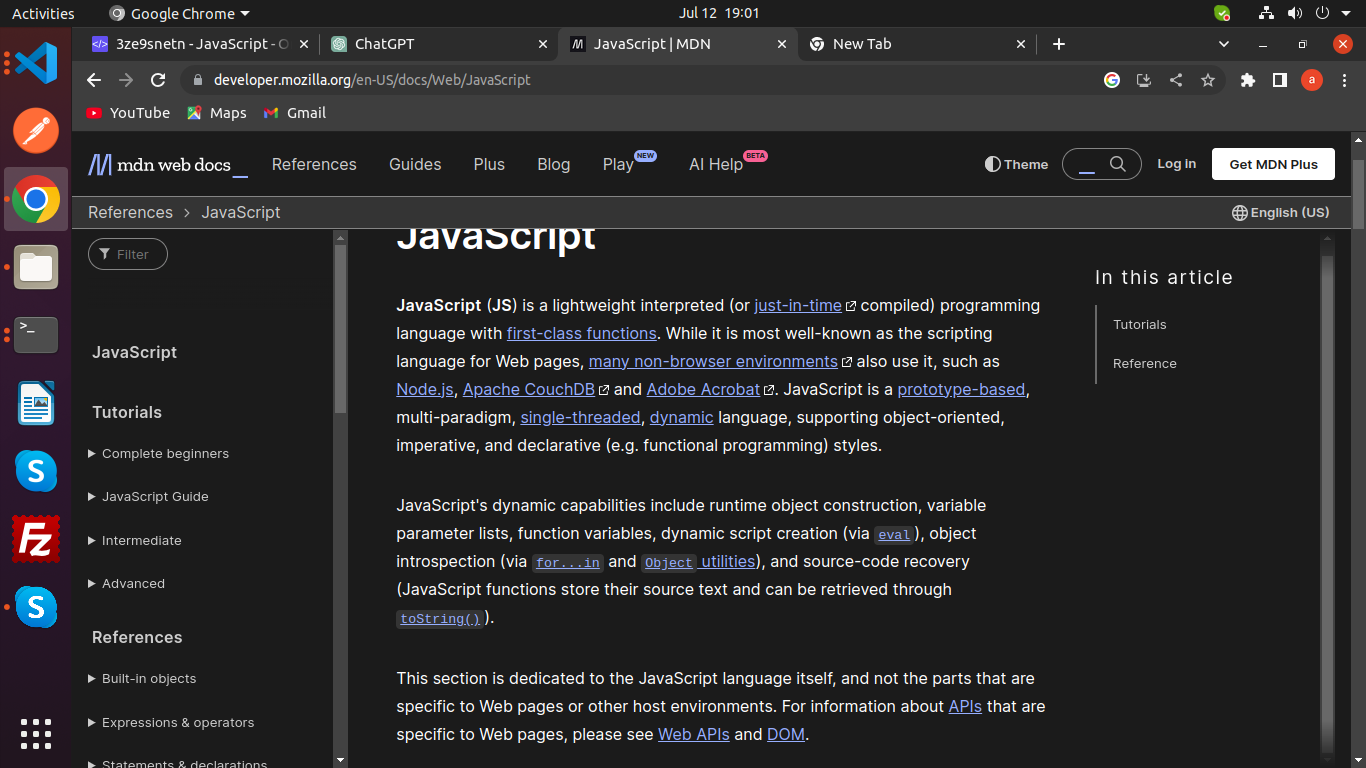 Activities
Google Chrome
Jul 12 19:01
3ze9snetn - JavaScript - O
ChatGPT
JavaScript | MDN
New Tab
developer.mozilla.org/en-US/docs/Web/JavaScript
a
YouTube
Maps
Gmail
mdn web docs_
References
Guides
Plus
Blog
Play NEW
AI Help BETA
Theme
Log in
Get MDN Plus
References > JavaScript
English (US)
Filter
JavaScript
Tutorials
Complete beginners
JavaScript Guide
Intermediate
Advanced
References
Built-in objects
Expressions & operators
Statements & declarations
JavaScript
JavaScript (JS) is a lightweight interpreted (or just-in-time compiled) programming
language with first-class functions. While it is most well-known as the scripting
language for Web pages, many non-browser environments also use it, such as
Node.js, Apache CouchDB and Adobe Acrobat. JavaScript is a prototype-based,
multi-paradigm, single-threaded, dynamic language, supporting object-oriented,
imperative, and declarative (e.g. functional programming) styles.
JavaScript's dynamic capabilities include runtime object construction, variable
parameter lists, function variables, dynamic script creation (via eval), object
introspection (via for...in and Object utilities), and source-code recovery
(JavaScript functions store their source text and can be retrieved through
toString()).
This section is dedicated to the JavaScript language itself, and not the parts that are
specific to Web pages or other host environments. For information about APIs that are
specific to Web pages, please see Web APIs and DOM.
In this article
Tutorials
Reference
>_
S
Fz
S